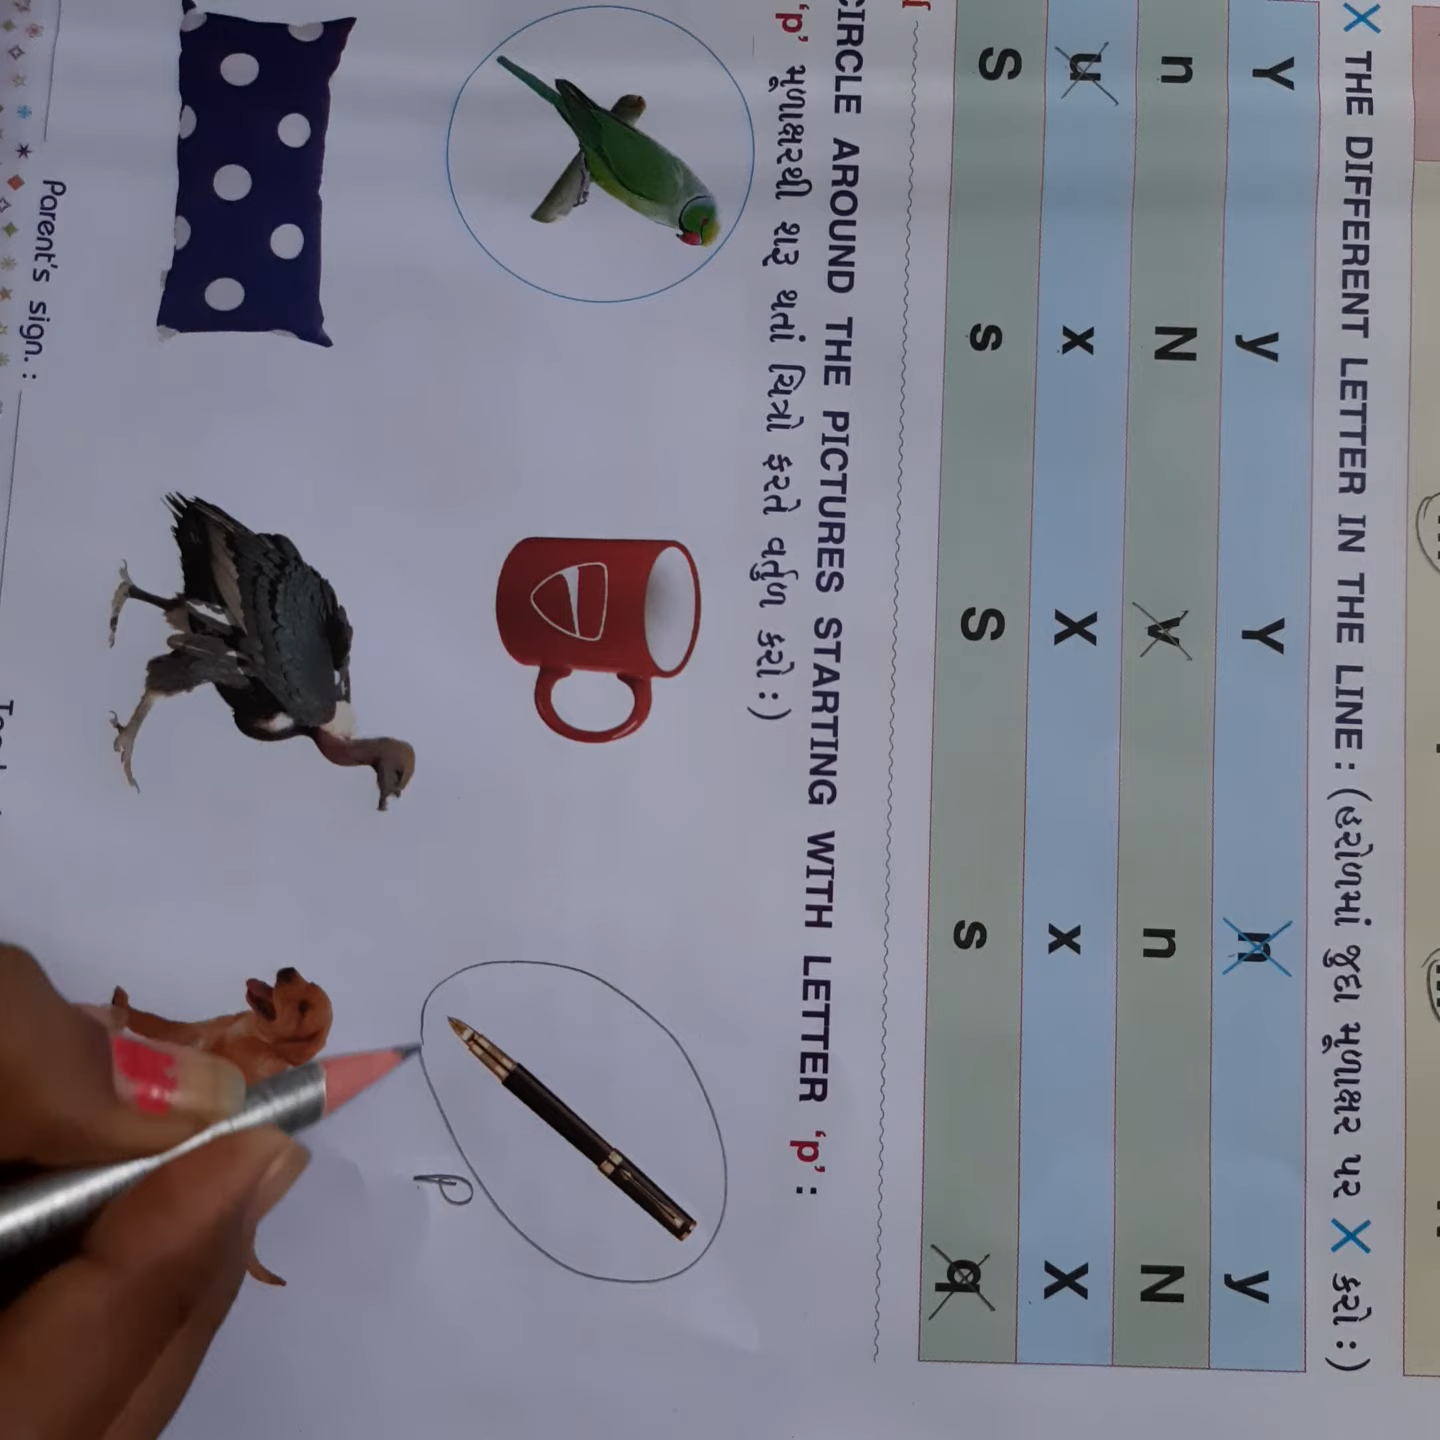 X THE DIFFERENT LETTER IN THE LINE : (હરોળમાં જુદા મૂળાક્ષર પર X કરો :)
Y y Y n y
n N v n N
u x X x X
S s S s q
CIRCLE AROUND THE PICTURES STARTING WITH LETTER 'p' :
'p' મૂળાક્ષરથી શરૂ થતાં ચિત્રો ફરતે વર્તુળ કરો :)
P
Parent's sign. :